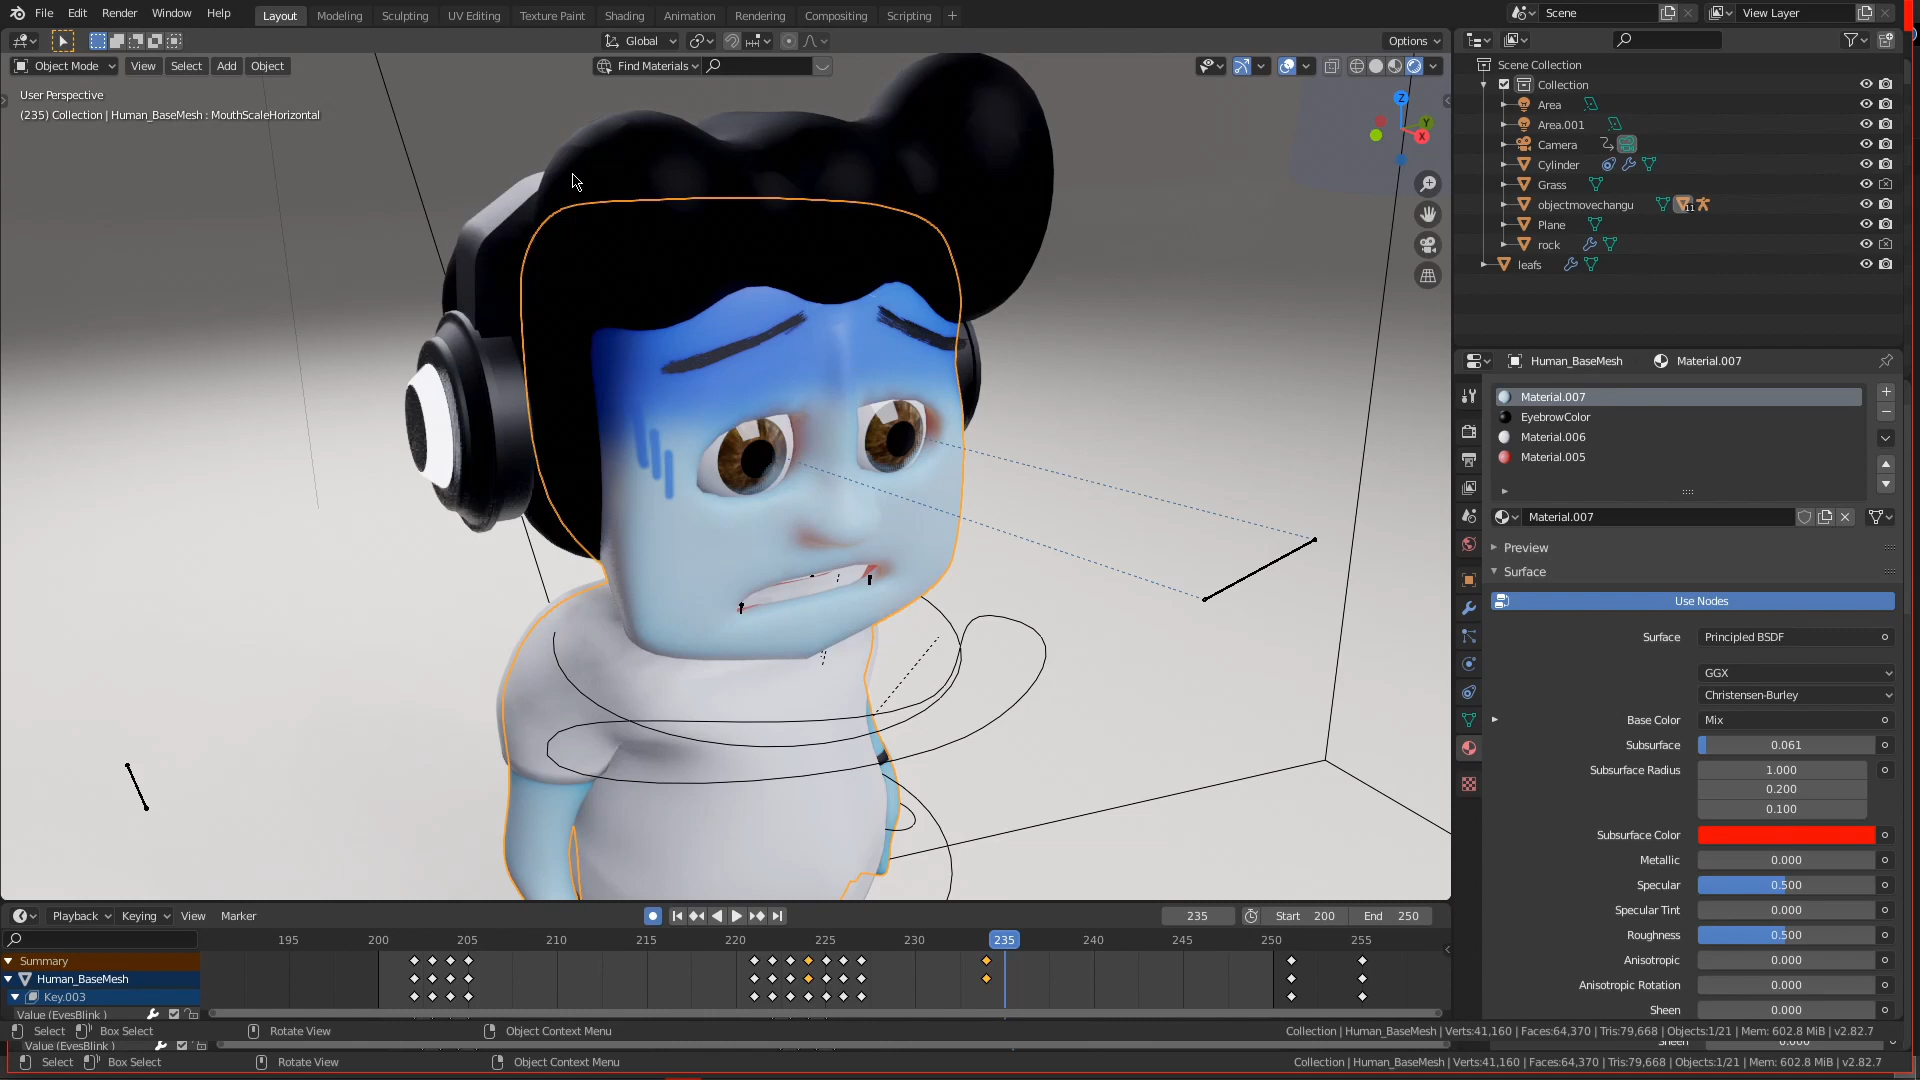 File Edit Render Window Help Layout Modeling Sculpting UV Editing Texture Paint Shading Animation Rendering Compositing Scripting + Scene View Layer
Global Options
Object Mode View Select Add Object Find Materials
User Perspective
(235) Collection | Human_BaseMesh : MouthScaleHorizontal
Z
Y
X
Scene Collection
Collection
Area
Area.001
Camera
Cylinder
Grass
objectmovechangu 11
Plane
rock
leafs
Human_BaseMesh Material.007
Material.007
EyebrowColor
Material.006
Material.005
Material.007
Preview
Surface
Use Nodes
Surface Principled BSDF
GGX
Christensen-Burley
Base Color Mix
Subsurface 0.061
Subsurface Radius 1.000
0.200
0.100
Subsurface Color
Metallic 0.000
Specular 0.500
Specular Tint 0.000
Roughness 0.500
Anisotropic 0.000
Anisotropic Rotation 0.000
Sheen 0.000
Playback Keying View Marker 235 Start 200 End 250
195 200 205 210 215 220 225 230 235 240 245 250 255
Summary
Human_BaseMesh
Key.003
Value (EyesBlink )
Select Box Select Rotate View Object Context Menu Collection | Human_BaseMesh | Verts:41,160 | Faces:64,370 | Tris:79,668 | Objects:1/21 | Mem: 602.8 MiB | v2.82.7
Value (EyesBlink ) Sheen 0.000
Select Box Select Rotate View Object Context Menu Collection | Human_BaseMesh | Verts:41,160 | Faces:64,370 | Tris:79,668 | Objects:1/21 | Mem: 602.8 MiB | v2.82.7